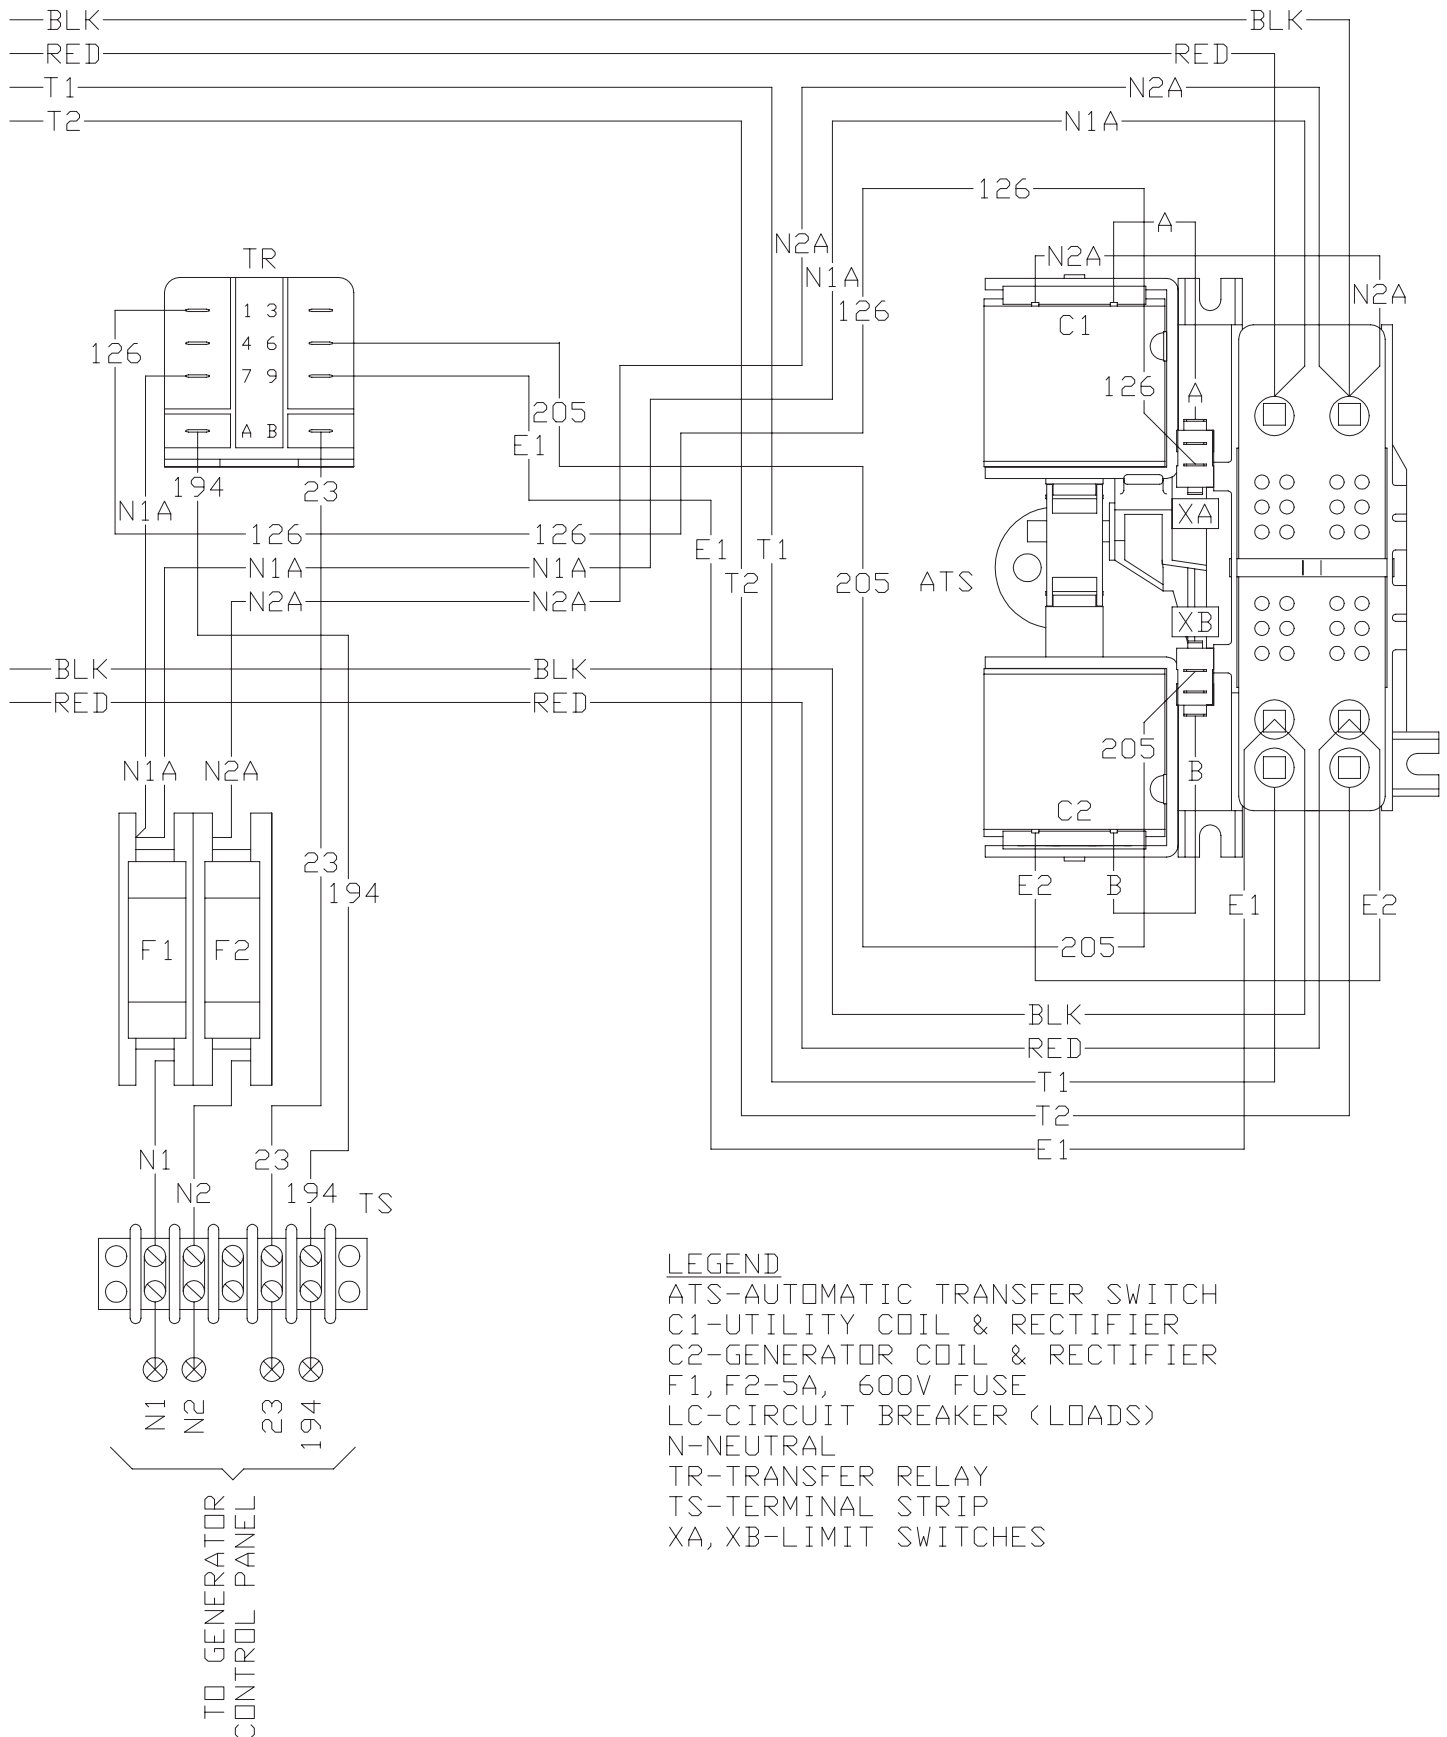 BLK
BLK
RED
RED
T1
N2A
T2
N1A
126
A
N2A
N2A
TR
N1A
N2A
1 3
126
C1
4 6
126
7 9
126
A
205
A B
E1
194
23
N1A
XA
126
126
E1
T1
N1A
N1A
T2
205
ATS
N2A
N2A
XB
BLK
BLK
RED
RED
205
N1A
N2A
B
C2
23
E2
B
194
E1
E2
F1
F2
205
BLK
RED
T1
T2
E1
N1
23
N2
194
TS
N1
N2
23
194
TO GENERATOR
CONTROL PANEL
LEGEND
ATS-AUTOMATIC TRANSFER SWITCH
C1-UTILITY COIL & RECTIFIER
C2-GENERATOR COIL & RECTIFIER
F1,F2-5A, 600V FUSE
LC-CIRCUIT BREAKER (LOADS)
N-NEUTRAL
TR-TRANSFER RELAY
TS-TERMINAL STRIP
XA,XB-LIMIT SWITCHES